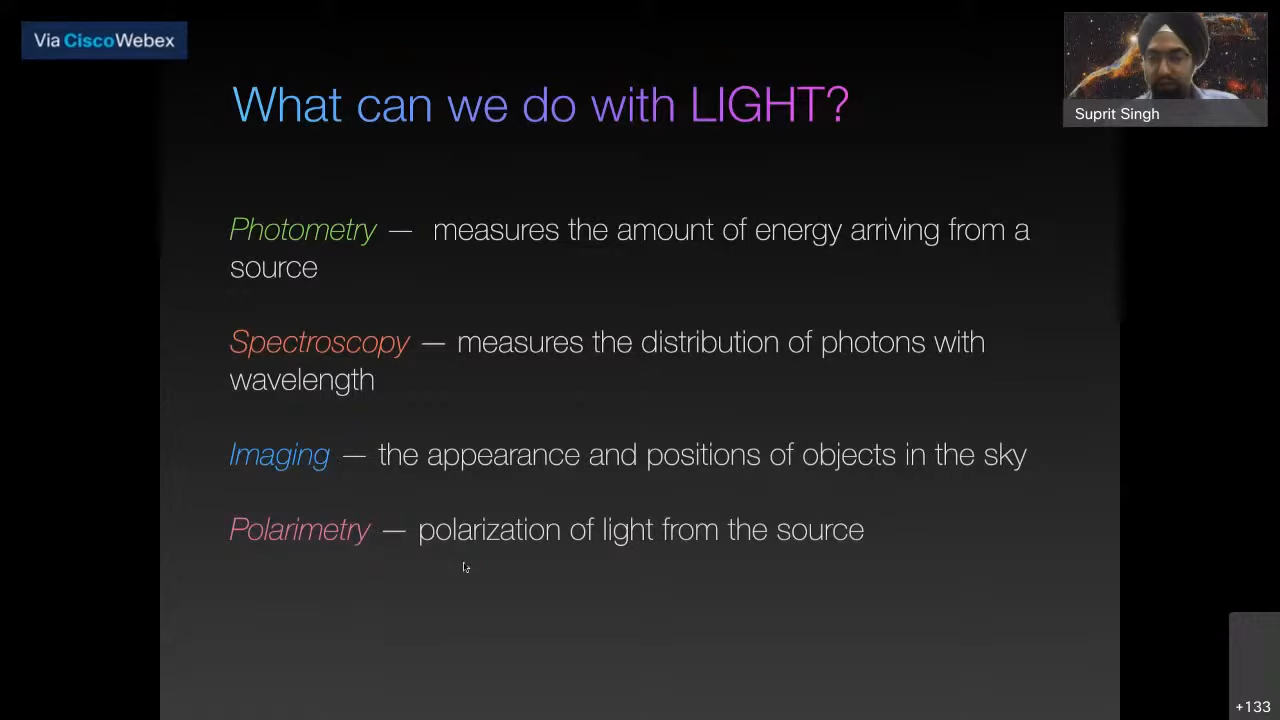 Via Cisco Webex
Suprit Singh
What can we do with LIGHT?
Photometry — measures the amount of energy arriving from a
source
Spectroscopy — measures the distribution of photons with
wavelength
Imaging — the appearance and positions of objects in the sky
Polarimetry — polarization of light from the source
+133